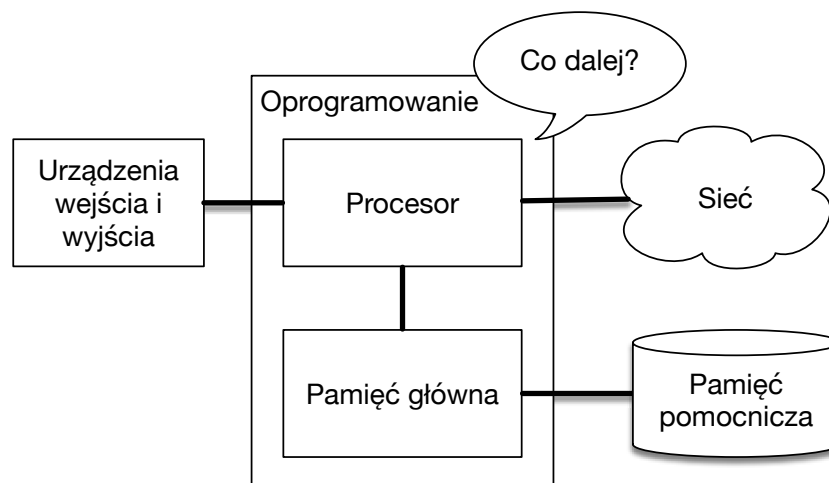 Co dalej?
Oprogramowanie
Urządzenia
wejścia i
wyjścia
Procesor
Sieć
Pamięć główna
Pamięć
pomocnicza